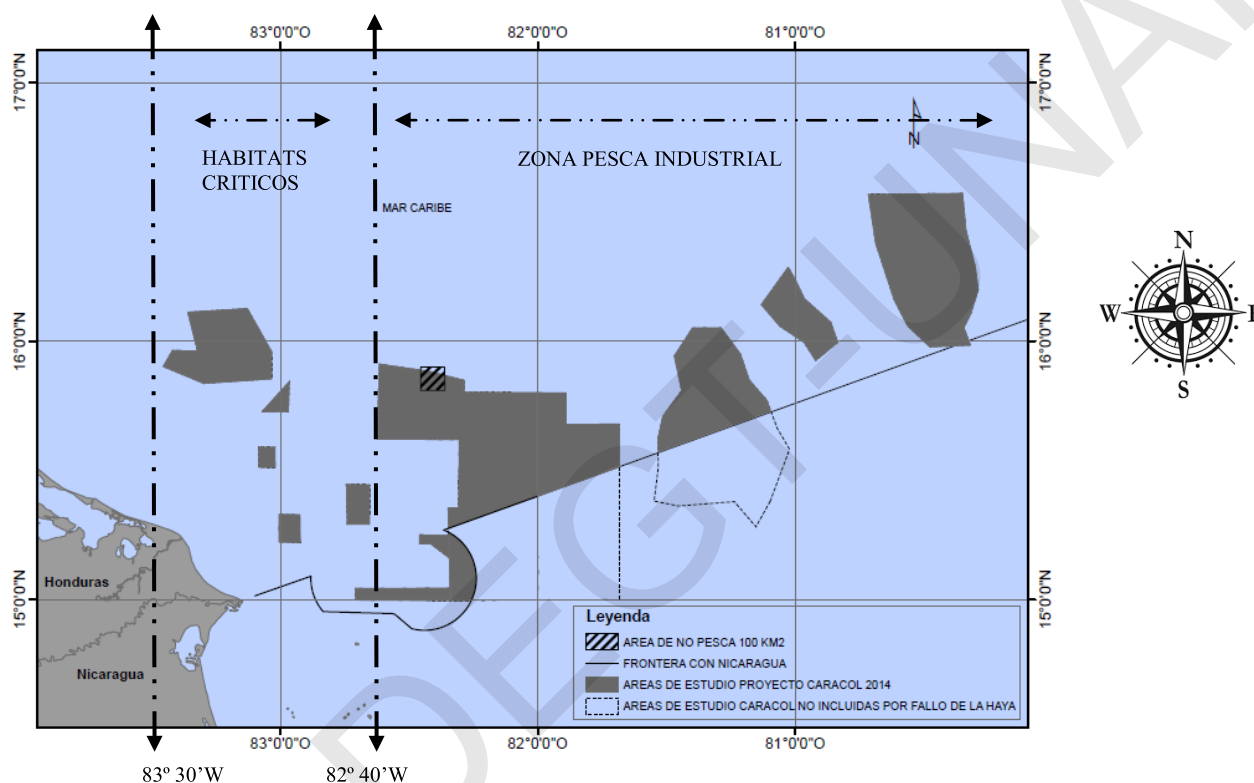 83°0'0"O 82°0'0"O 81°0'0"O
17°0'0"N 17°0'0"N
N
HABITATS
CRITICOS
ZONA PESCA INDUSTRIAL
MAR CARIBE
N
W E
S
16°0'0"N 16°0'0"N
Honduras
15°0'0"N 15°0'0"N
Nicaragua
Leyenda
AREA DE NO PESCA 100 KM2
FRONTERA CON NICARAGUA
AREAS DE ESTUDIO PROYECTO CARACOL 2014
AREAS DE ESTUDIO CARACOL NO INCLUIDAS POR FALLO DE LA HAYA
83°0'0"O 82°0'0"O 81°0'0"O
83º 30'W 82º 40'W